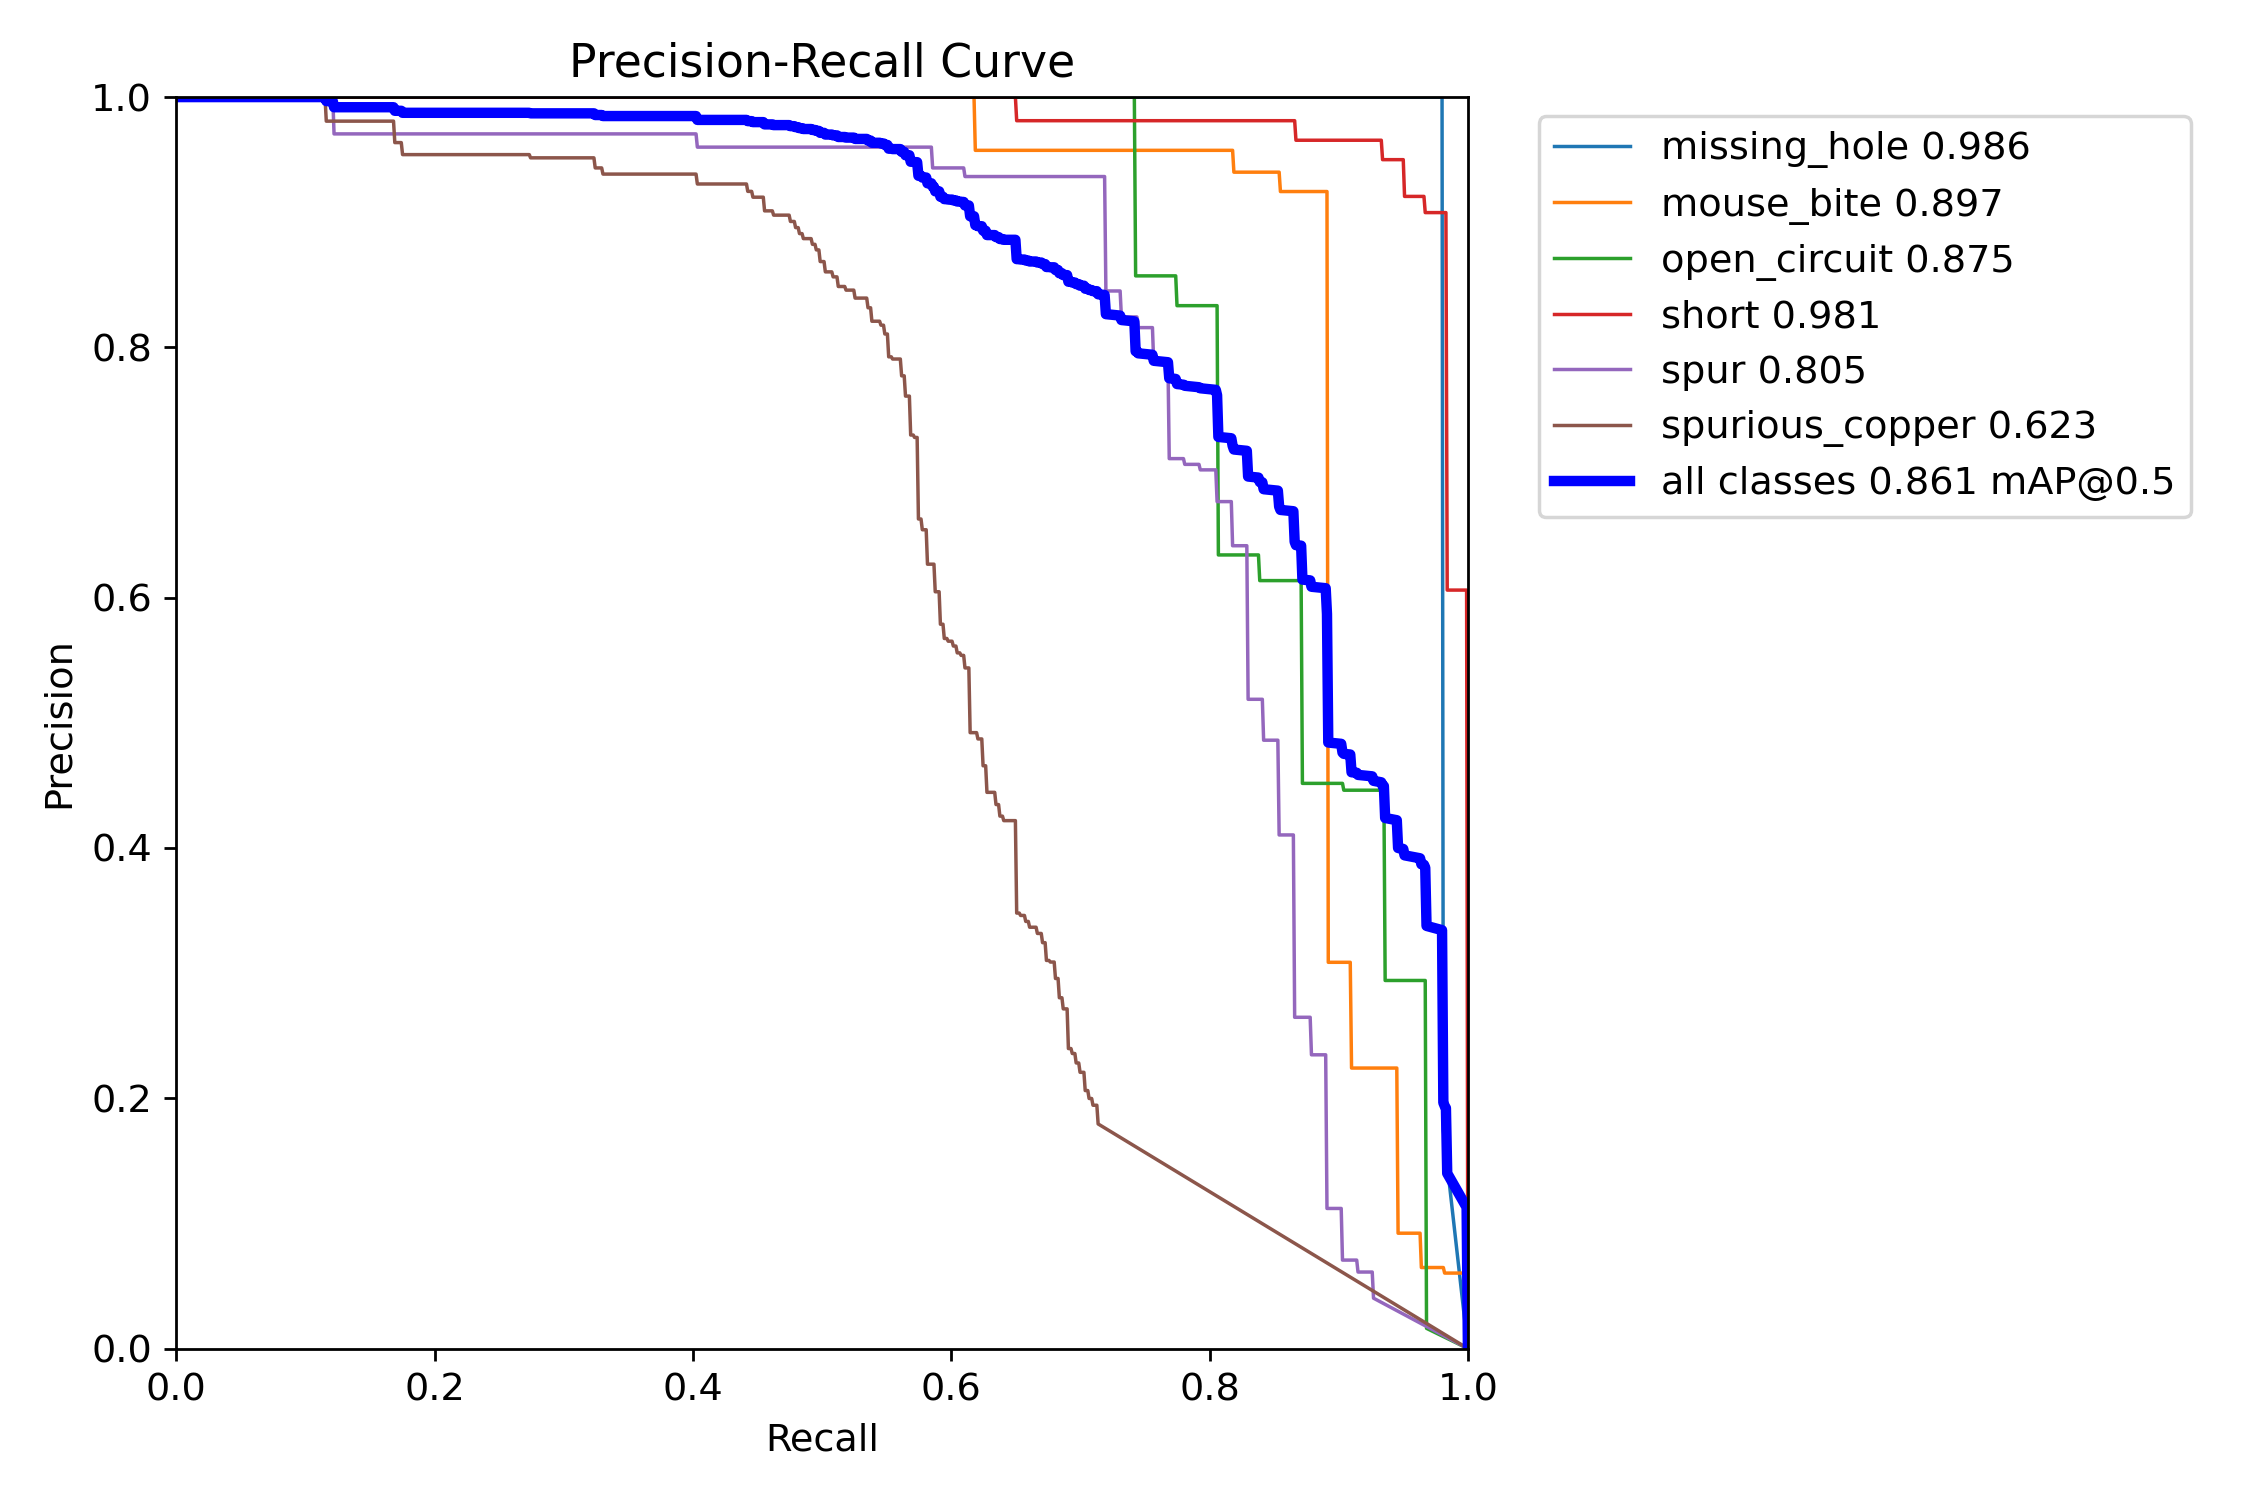 Precision-Recall Curve
1.0
0.8
0.6
0.4
0.2
0.0
Precision
0.0 0.2 0.4 0.6 0.8 1.0
Recall
missing_hole 0.986
mouse_bite 0.897
open_circuit 0.875
short 0.981
spur 0.805
spurious_copper 0.623
all classes 0.861 mAP@0.5